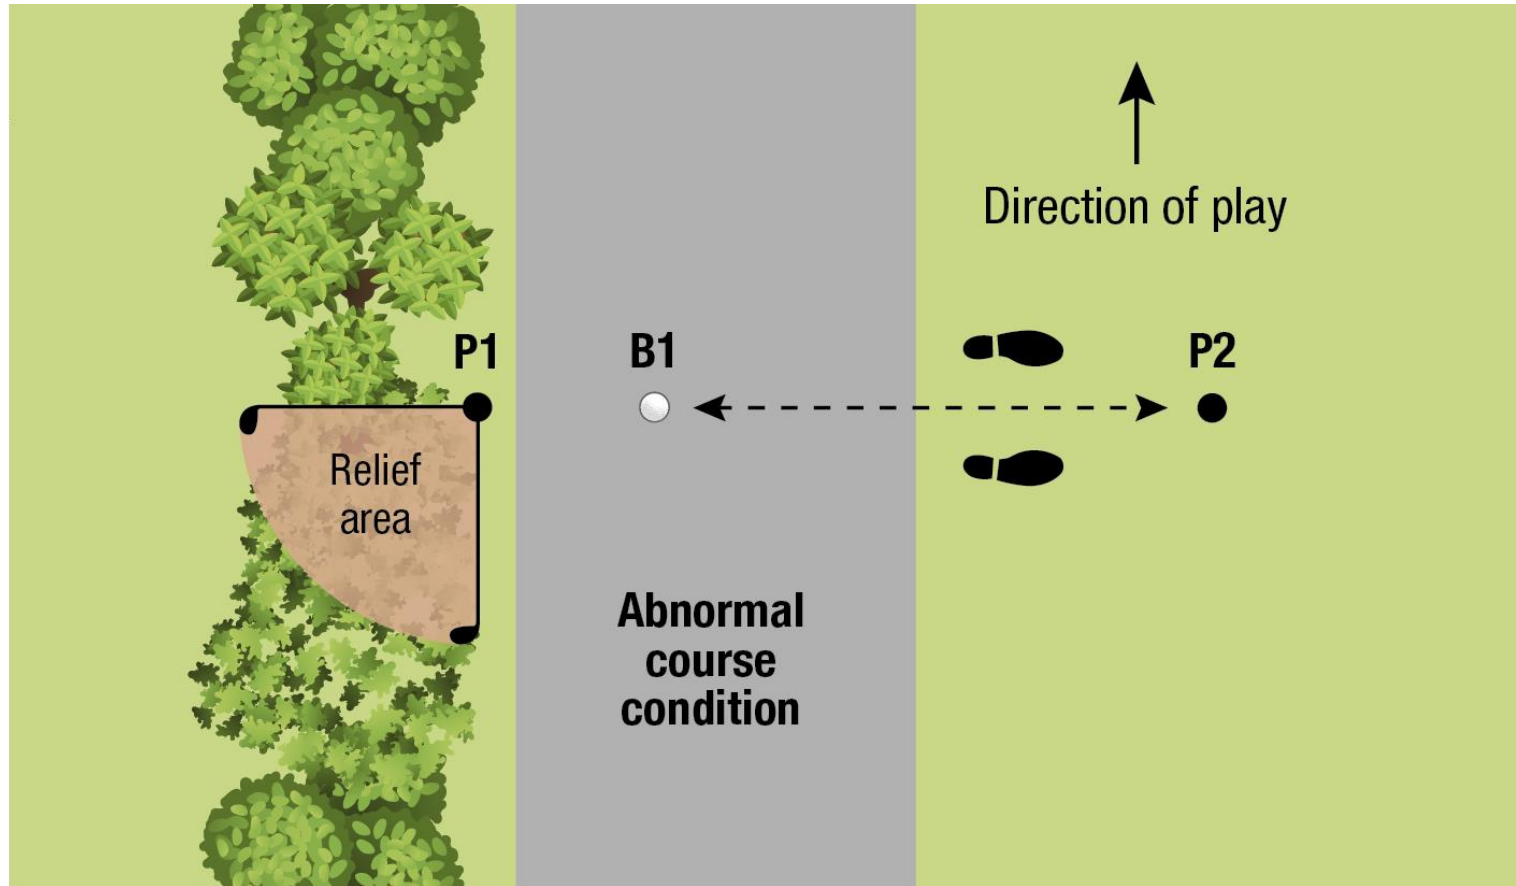 Direction of play
P1
B1
P2
Relief
area
Abnormal
course
condition